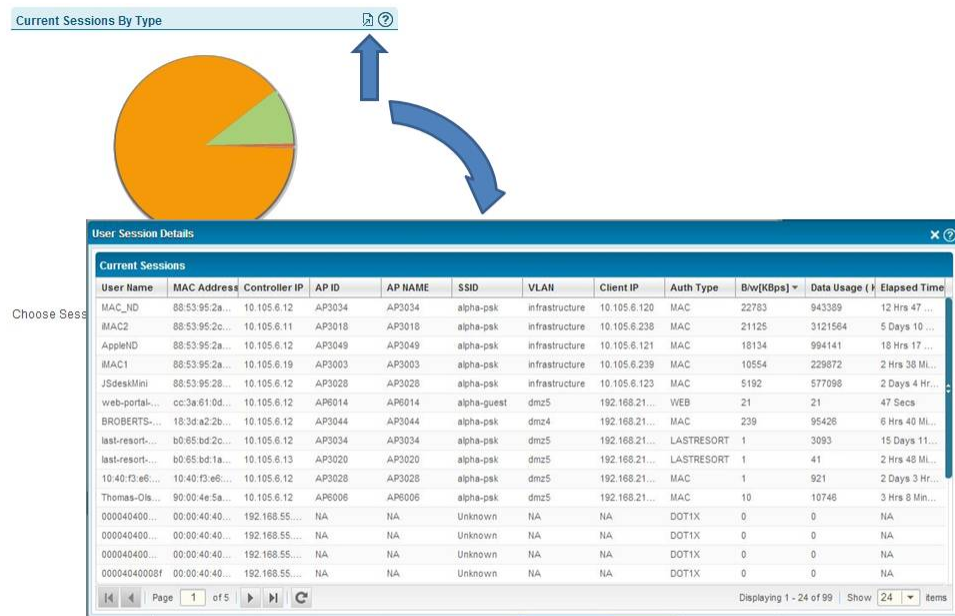 Current Sessions By Type
Choose Sess
User Session Details
Current Sessions
User Name MAC Address Controller IP AP ID AP NAME SSID VLAN Client IP Auth Type B/w[KBps] Data Usage ( Elapsed Time
MAC_ND 88:53:95:2a... 10.105.6.12 AP3034 AP3034 alpha-psk infrastructure 10.105.6.120 MAC 22783 943389 12 Hrs 47 ...
iMAC2 88:53:95:2c... 10.105.6.11 AP3018 AP3018 alpha-psk infrastructure 10.105.6.238 MAC 21125 3121564 5 Days 10 ...
AppleND 88:53:95:2a... 10.105.6.12 AP3049 AP3049 alpha-psk infrastructure 10.105.6.121 MAC 18134 994141 18 Hrs 17 ...
iMAC1 88:53:95:2a... 10.105.6.19 AP3003 AP3003 alpha-psk infrastructure 10.105.6.239 MAC 10554 229872 2 Hrs 38 Mi...
JSdeskMini 88:53:95:28... 10.105.6.12 AP3028 AP3028 alpha-psk infrastructure 10.105.6.123 MAC 5192 577098 2 Days 4 Hr...
web-portal-... cc:3a:61:0d... 10.105.6.12 AP6014 AP6014 alpha-guest dmz5 192.168.21... WEB 21 21 47 Secs
BROBERTS-... 18:3d:a2:2b... 10.105.6.12 AP3044 AP3044 alpha-psk dmz4 192.168.21... MAC 239 95426 6 Hrs 40 Mi...
last-resort-... b0:65:bd:2c... 10.105.6.12 AP3034 AP3034 alpha-psk dmz5 192.168.21... LASTRESORT 1 3093 15 Days 11...
last-resort-... b0:65:bd:1a... 10.105.6.13 AP3020 AP3020 alpha-psk dmz5 192.168.21... LASTRESORT 1 41 2 Hrs 48 Mi...
10:40:f3:e6:... 10:40:f3:e6:... 10.105.6.12 AP3028 AP3028 alpha-psk dmz5 192.168.21... MAC 1 921 2 Days 3 Hr...
Thomas-Ols... 90:00:4e:5a... 10.105.6.12 AP6006 AP6006 alpha-psk dmz5 192.168.21... MAC 10 10746 3 Hrs 8 Min...
000040400... 00:00:40:40... 192.168.55.... NA NA Unknown NA NA DOT1X 0 0 NA
000040400... 00:00:40:40... 192.168.55.... NA NA Unknown NA NA DOT1X 0 0 NA
000040400... 00:00:40:40... 192.168.55.... NA NA Unknown NA NA DOT1X 0 0 NA
00004040008f 00:00:40:40... 192.168.55.... NA NA Unknown NA NA DOT1X 0 0 NA
Page 1 of 5 Displaying 1 - 24 of 99 Show 24 items